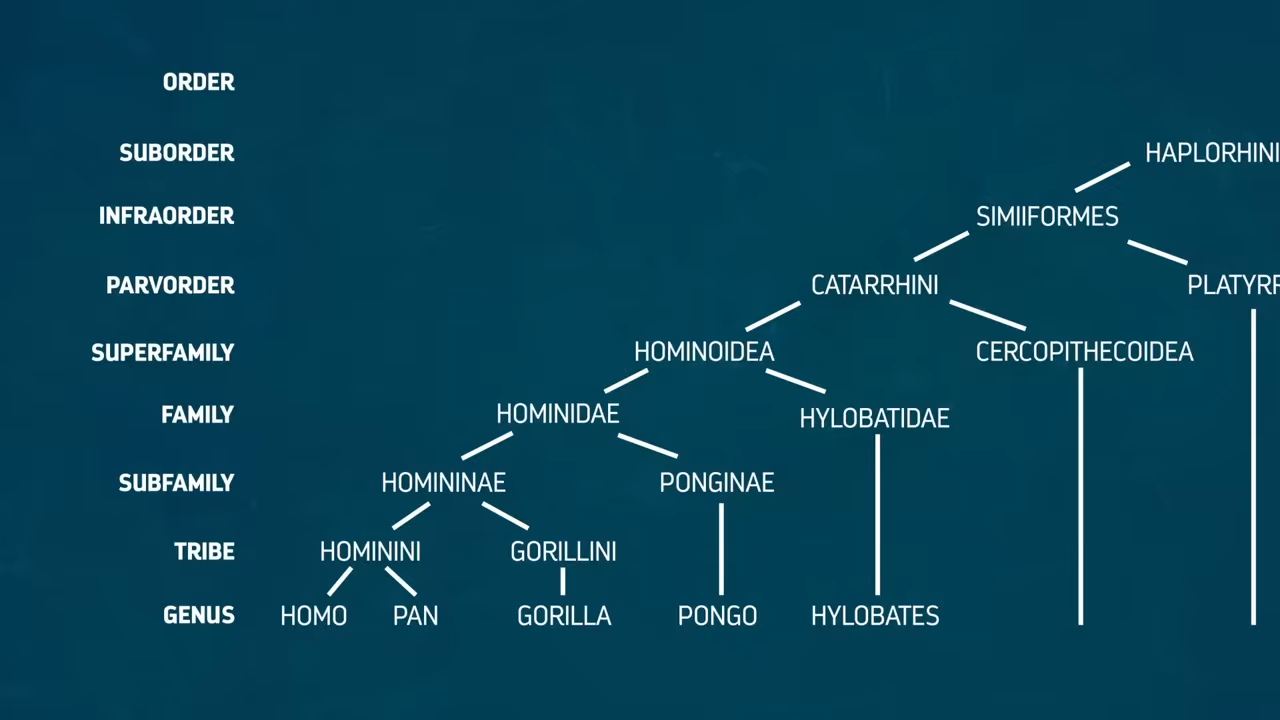 ORDER
SUBORDER HAPLORHINI
INFRAORDER SIMIIFORMES
PARVORDER CATARRHINI PLATYRR
SUPERFAMILY HOMINOIDEA CERCOPITHECOIDEA
FAMILY HOMINIDAE HYLOBATIDAE
SUBFAMILY HOMININAE PONGINAE
TRIBE HOMININI GORILLINI
GENUS HOMO PAN GORILLA PONGO HYLOBATES